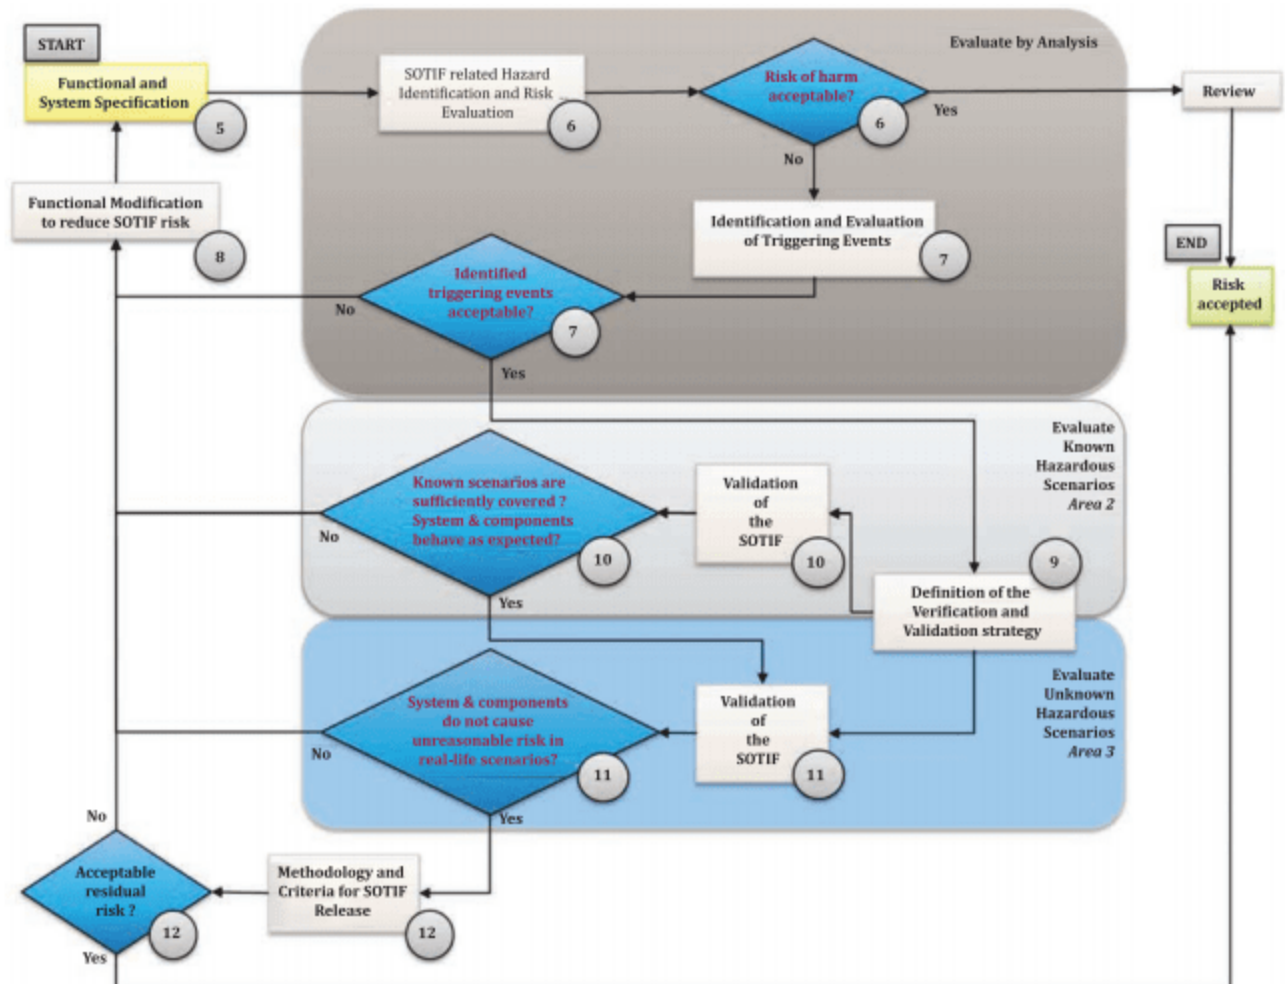 START
Functional and
System Specification
5
SOTIF related Hazard
Identification and Risk
Evaluation
6
Risk of harm
acceptable?
6
Yes
No
Evaluate by Analysis
Review
Functional Modification
to reduce SOTIF risk
8
Identification and Evaluation
of Triggering Events
7
END
Risk
accepted
Identified
triggering events
acceptable?
7
No
Yes
Evaluate
Known
Hazardous
Scenarios
Area 2
Known scenarios are
sufficiently covered ?
System & components
behave as expected?
10
No
Yes
Validation
of
the
SOTIF
10
9
Definition of the
Verification and
Validation strategy
Evaluate
Unknown
Hazardous
Scenarios
Area 3
System & components
do not cause
unreasonable risk in
real-life scenarios?
11
No
Yes
Validation
of
the
SOTIF
11
No
Acceptable
residual
risk ?
12
Yes
Methodology and
Criteria for SOTIF
Release
12